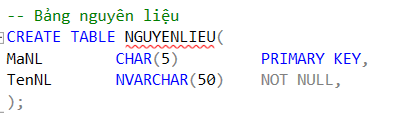 -- Bảng nguyên liệu
CREATE TABLE NGUYENLIEU(
MaNL CHAR(5) PRIMARY KEY,
TenNL NVARCHAR(50) NOT NULL,
);